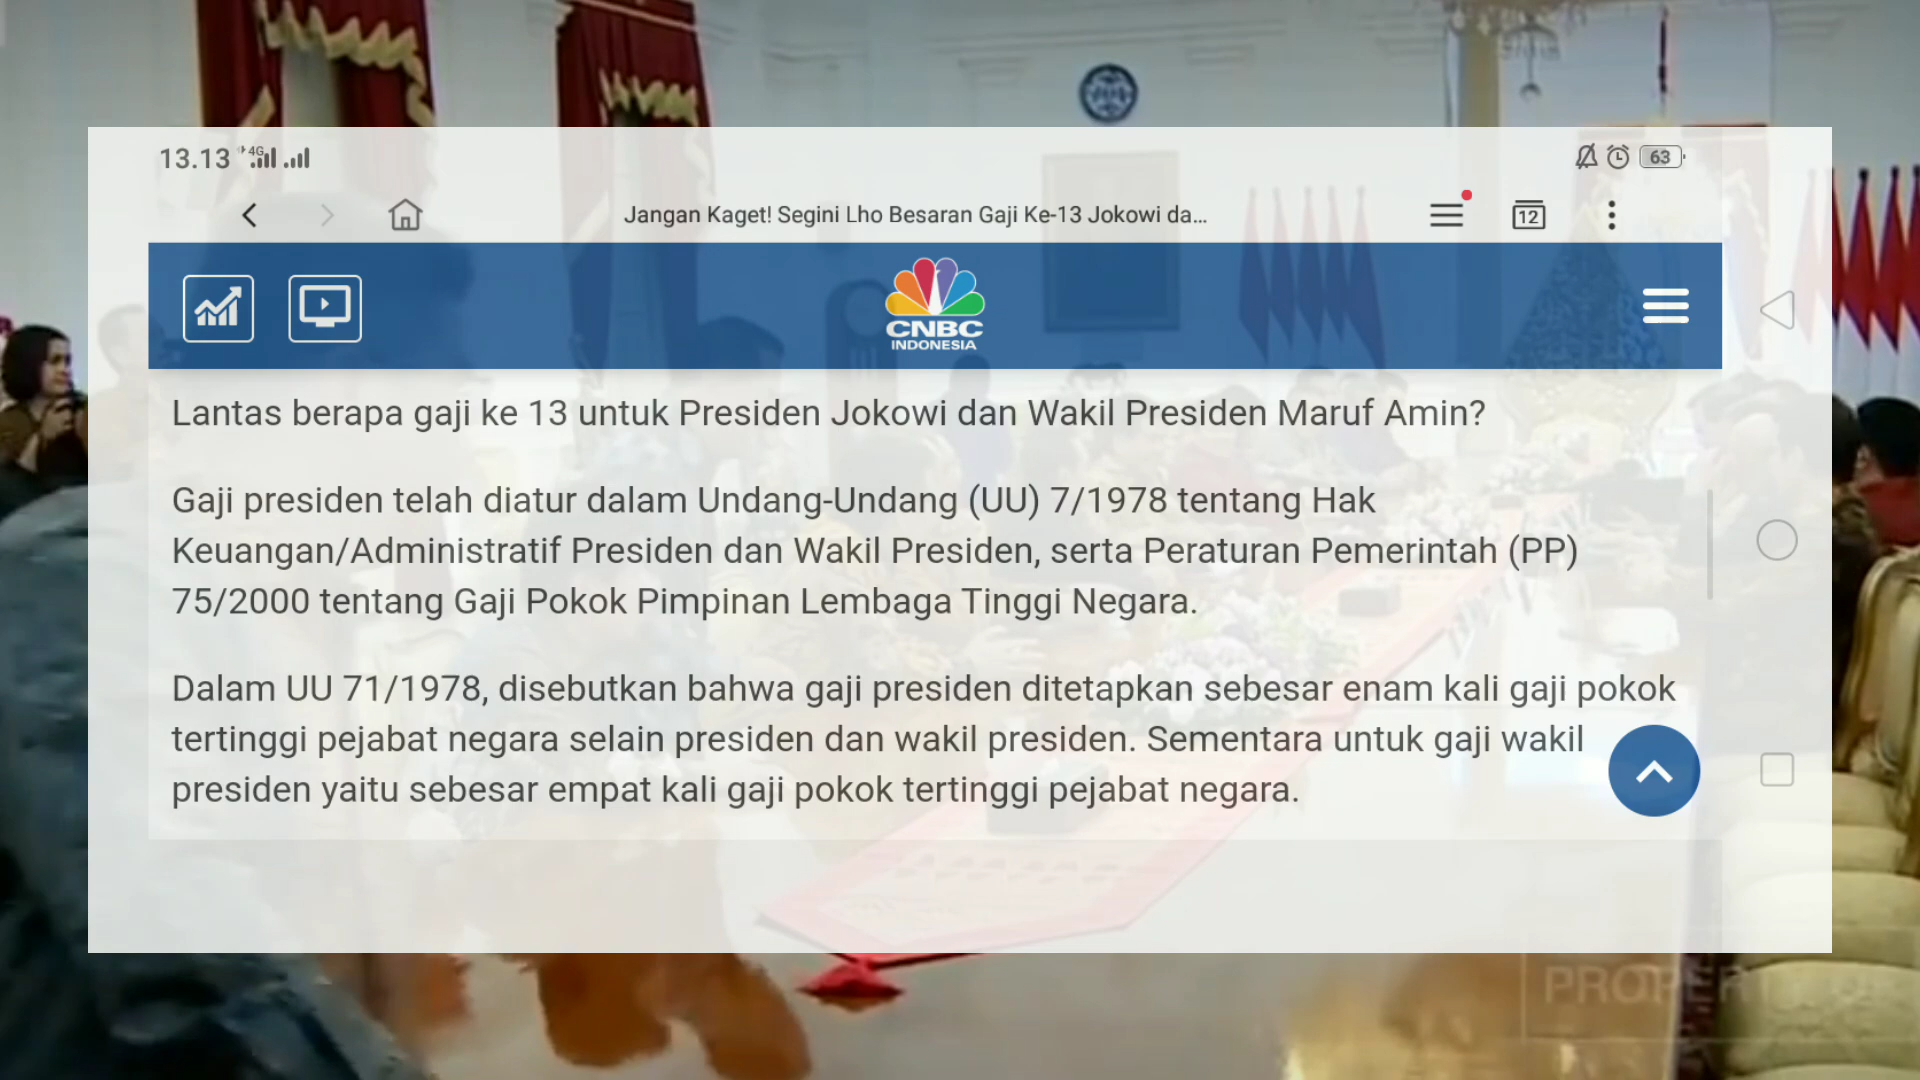 13.13 4G
63
Jangan Kaget! Segini Lho Besaran Gaji Ke-13 Jokowi da...
12
CNBC
INDONESIA
Lantas berapa gaji ke 13 untuk Presiden Jokowi dan Wakil Presiden Maruf Amin?
Gaji presiden telah diatur dalam Undang-Undang (UU) 7/1978 tentang Hak
Keuangan/Administratif Presiden dan Wakil Presiden, serta Peraturan Pemerintah (PP)
75/2000 tentang Gaji Pokok Pimpinan Lembaga Tinggi Negara.
Dalam UU 71/1978, disebutkan bahwa gaji presiden ditetapkan sebesar enam kali gaji pokok
tertinggi pejabat negara selain presiden dan wakil presiden. Sementara untuk gaji wakil
presiden yaitu sebesar empat kali gaji pokok tertinggi pejabat negara.
PROPERTY OF